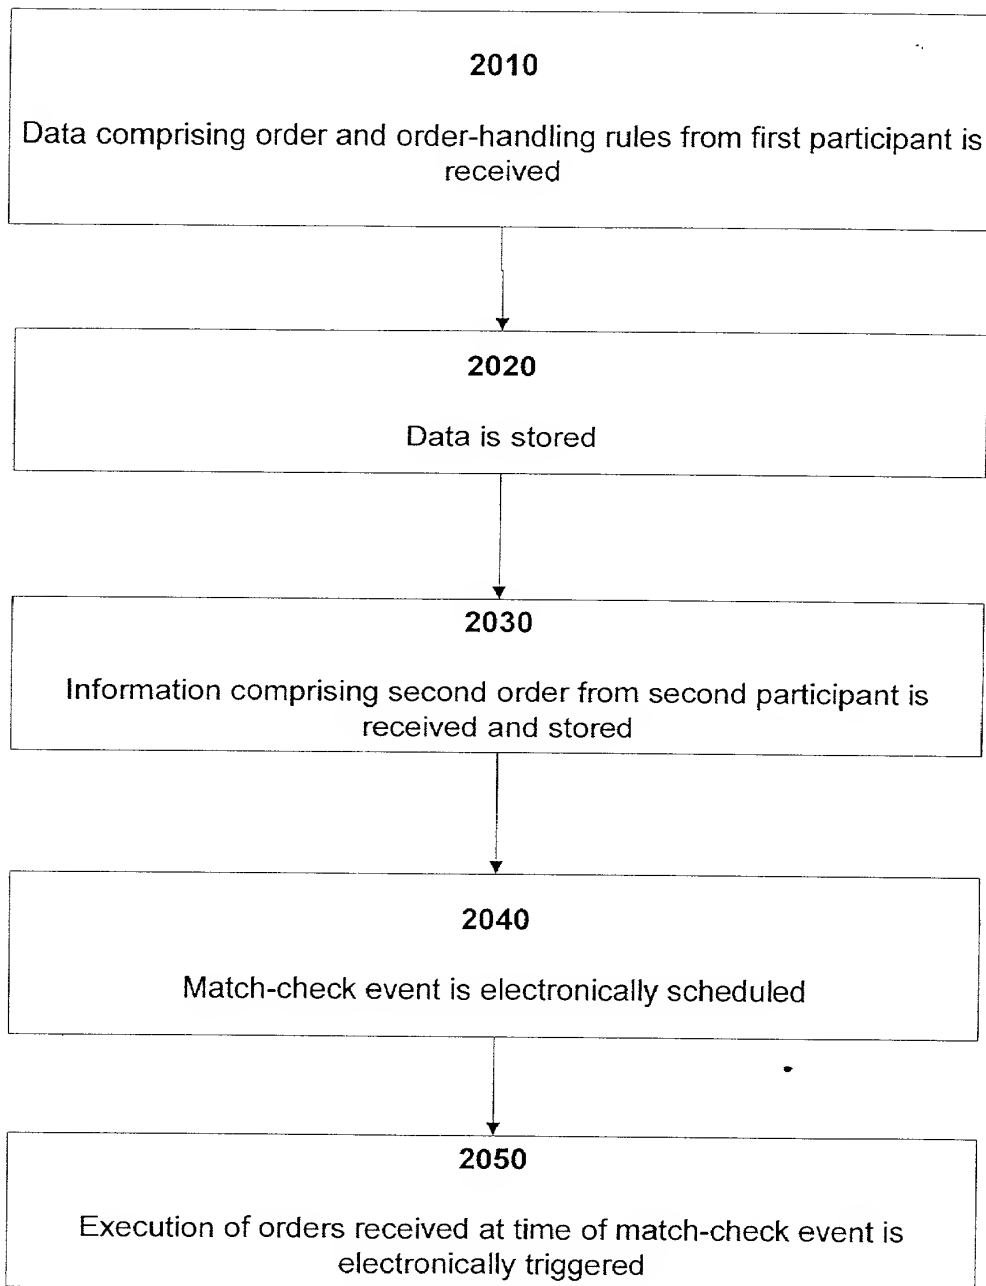 2010
Data comprising order and order-handling rules from first participant is
received
2020
Data is stored
2030
Information comprising second order from second participant is
received and stored
2040
Match-check event is electronically scheduled
2050
Execution of orders received at time of match-check event is
electronically triggered